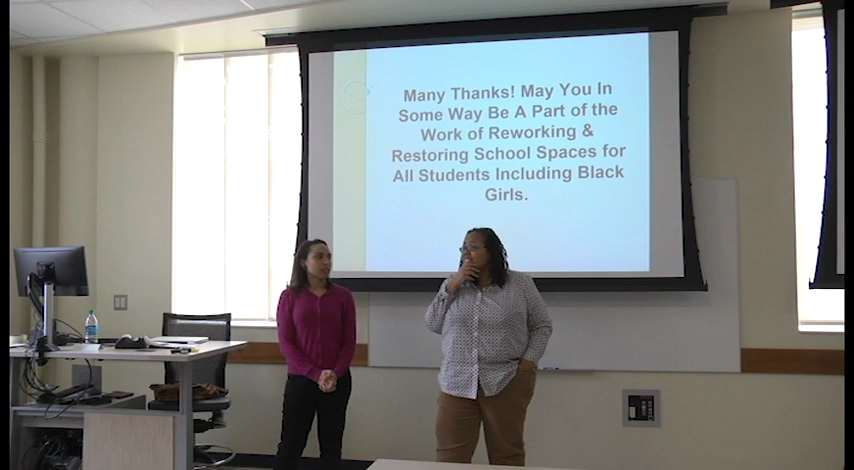 Many Thanks! May You In
Some Way Be A Part of the
Work of Reworking &
Restoring School Spaces for
All Students Including Black
Girls.